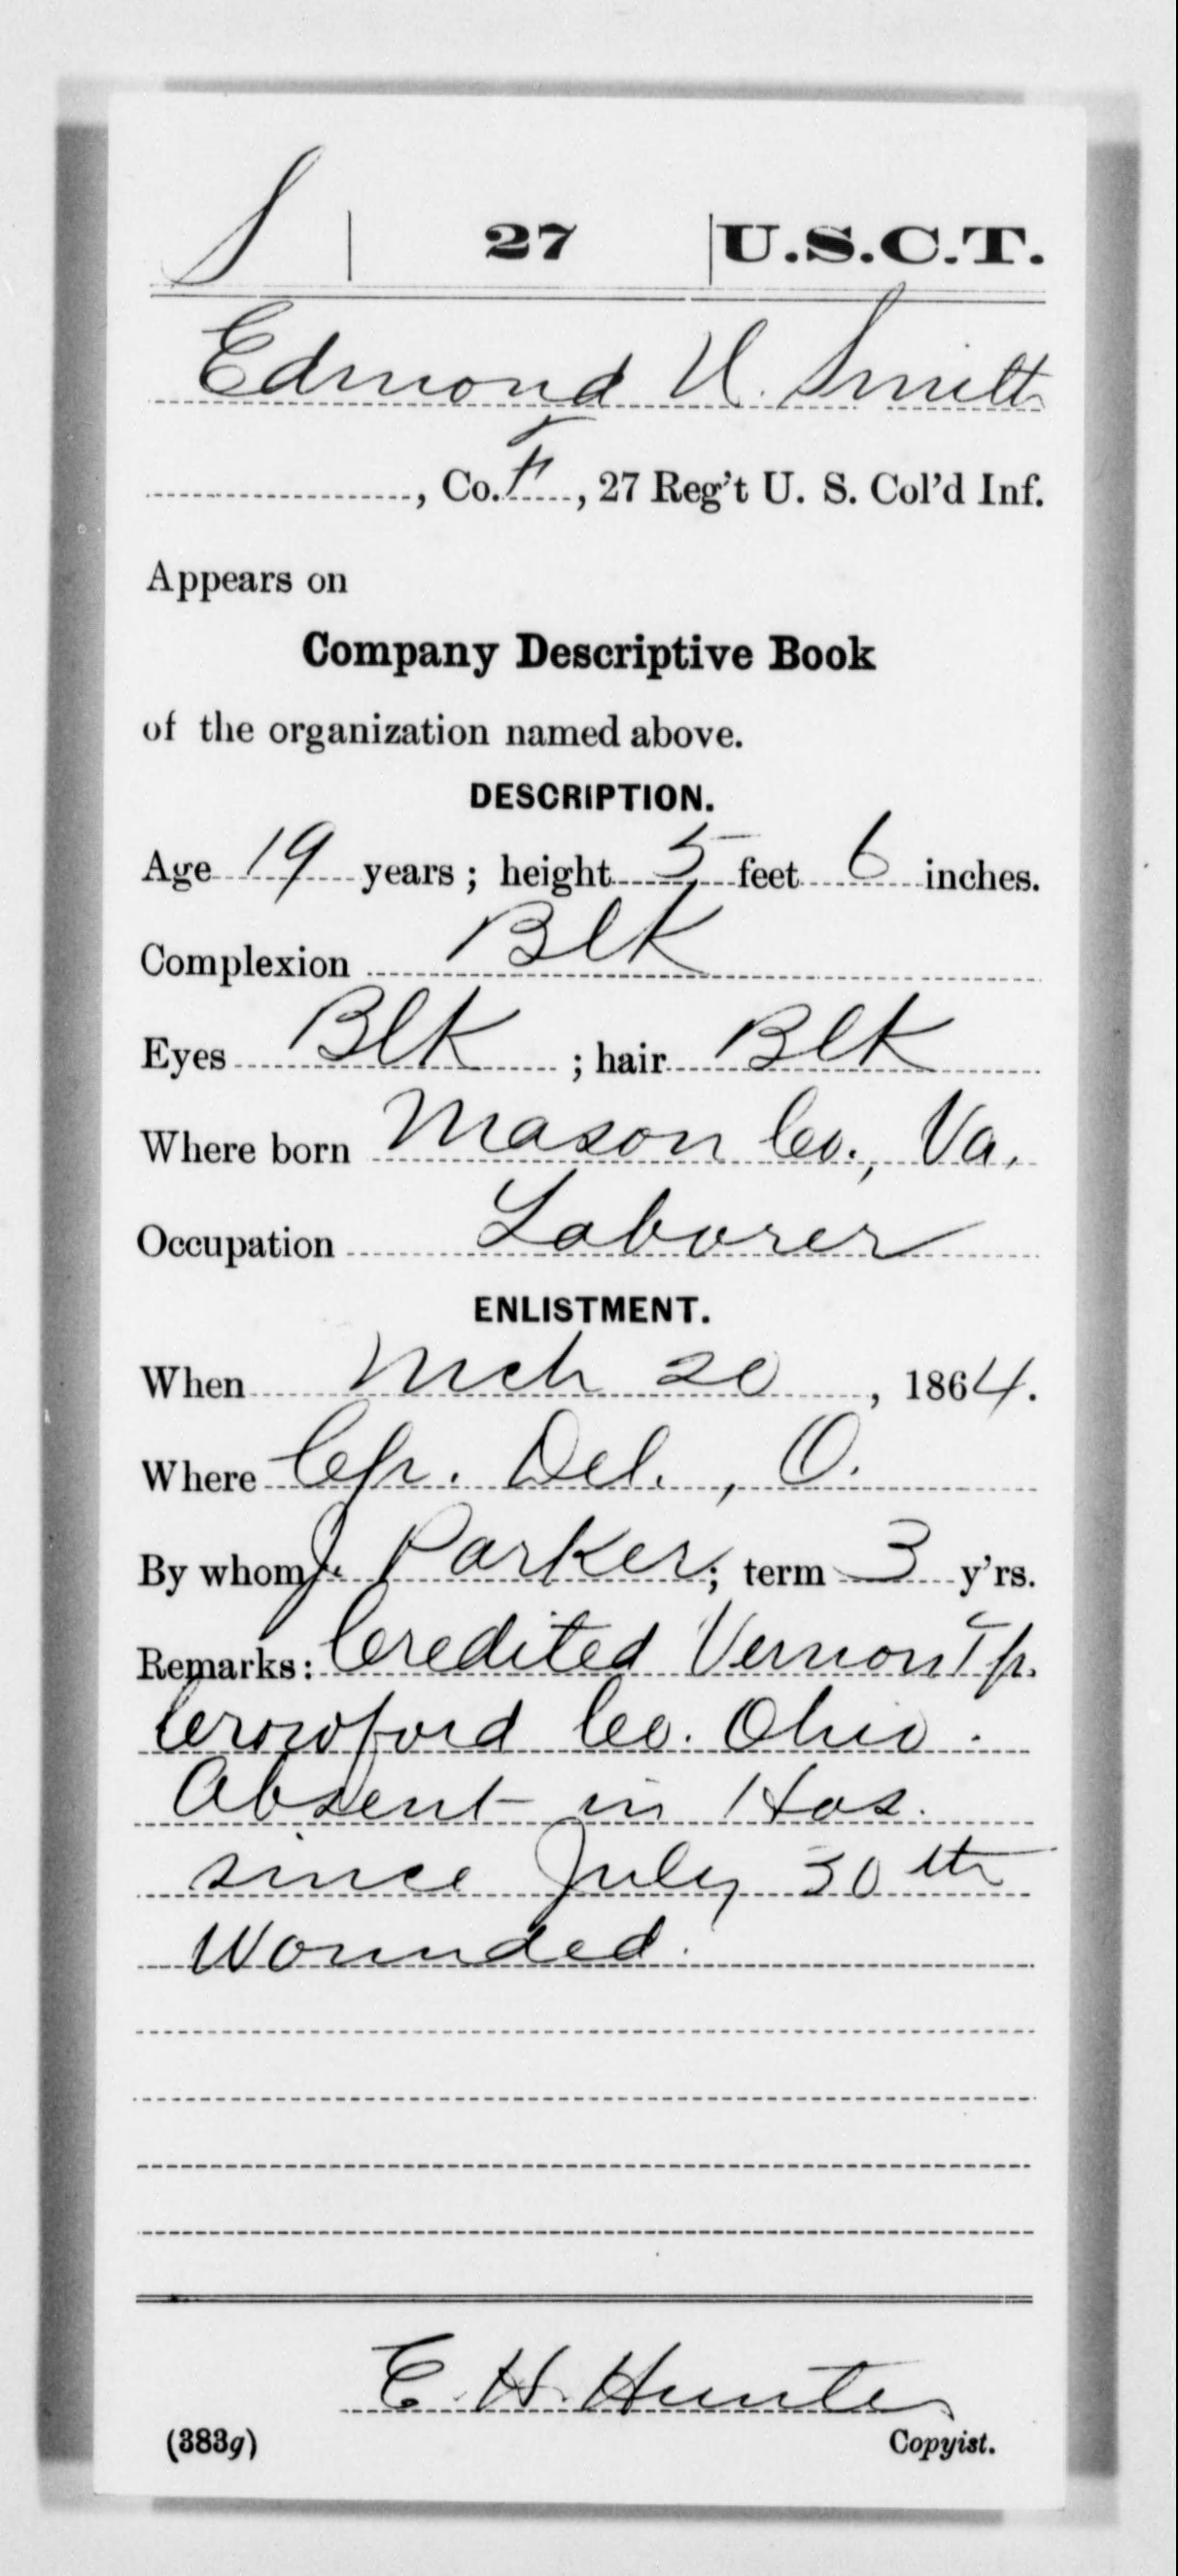 S | 27 | U.S.C.T.
Edmond U. Smith
, Co. F, 27 Reg't U. S. Col'd Inf.
Appears on
Company Descriptive Book
of the organization named above.
DESCRIPTION.
Age 19 years; height 5 feet 6 inches.
Complexion Blk
Eyes Blk; hair Blk
Where born Mason Co., Va.
Occupation Laborer
ENLISTMENT.
When Mch 20, 1864.
Where Cp. Del., O.
By whom J. Parker; term 3 y'rs.
Remarks: Credited Vernon Tp.
Crowford Co. Ohio.
Absent in Hos.
since July 30th
Wounded.
E. H. Hunter
(383g) Copyist.